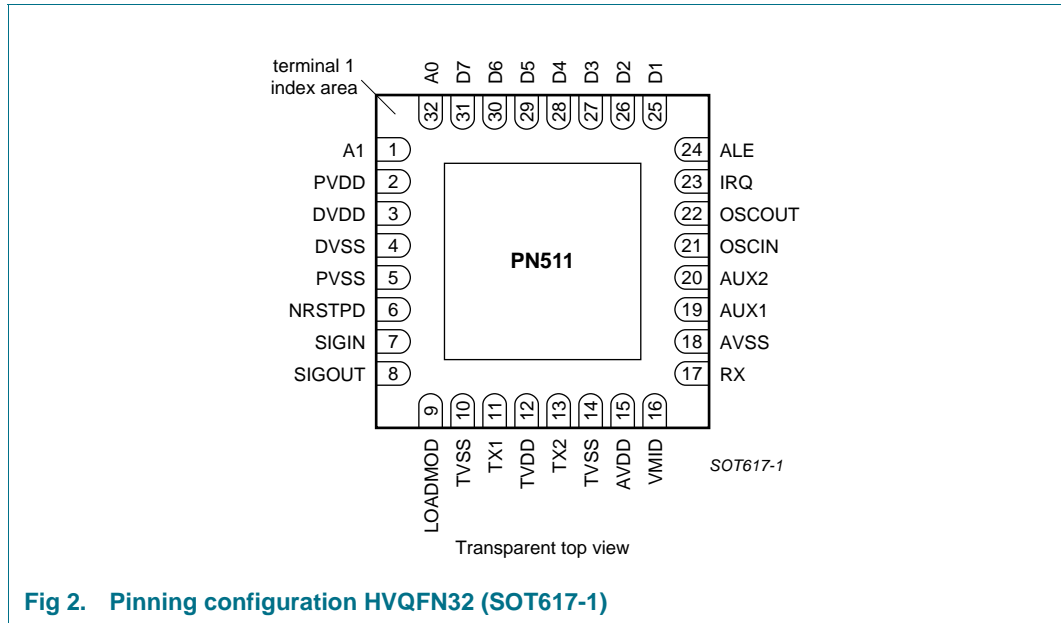 terminal 1
index area
A0 D7 D6 D5 D4 D3 D2 D1
32 31 30 29 28 27 26 25
A1 1
PVDD 2
DVDD 3
DVSS 4
PVSS 5
NRSTPD 6
SIGIN 7
SIGOUT 8
PN511
24 ALE
23 IRQ
22 OSCOUT
21 OSCIN
20 AUX2
19 AUX1
18 AVSS
17 RX
9 10 11 12 13 14 15 16
LOADMOD TVSS TX1 TVDD TX2 TVSS AVDD VMID
SOT617-1
Transparent top view
Fig 2. Pinning configuration HVQFN32 (SOT617-1)